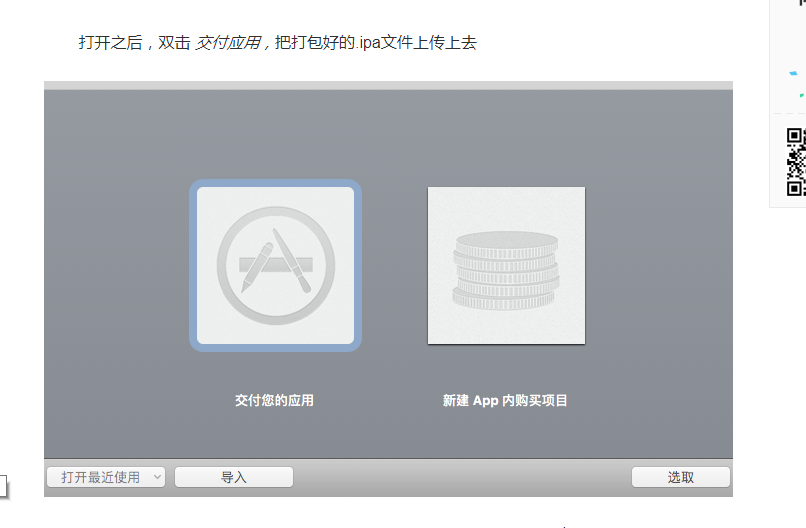 打开之后，双击 交付应用，把打包好的.ipa文件上传上去
交付您的应用
新建 App 内购买项目
打开最近使用
导入
选取